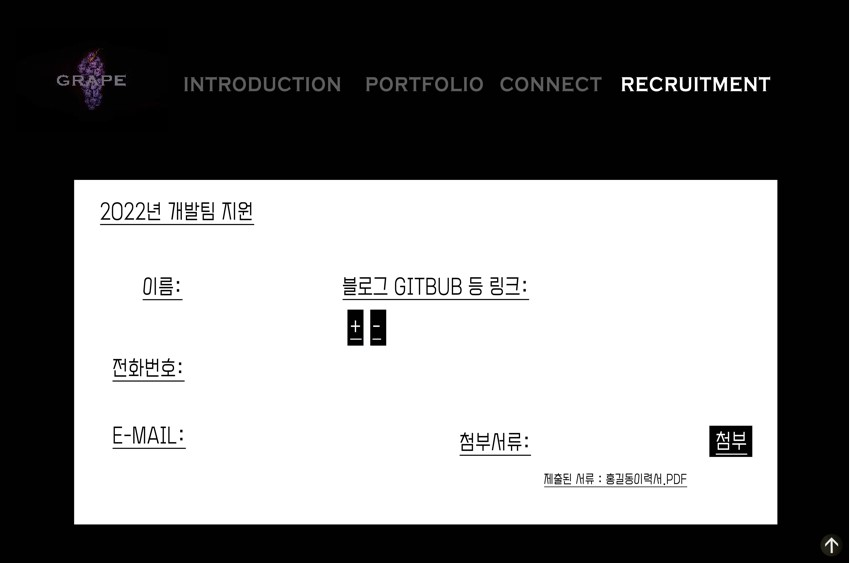 GRAPE
INTRODUCTION PORTFOLIO CONNECT RECRUITMENT
2022년 개발팀 지원
이름:
블로그 GITBUB 등 링크:
+ -
전화번호:
E-MAIL:
첨부서류:
첨부
제출된 서류 : 홍길동이력서.PDF